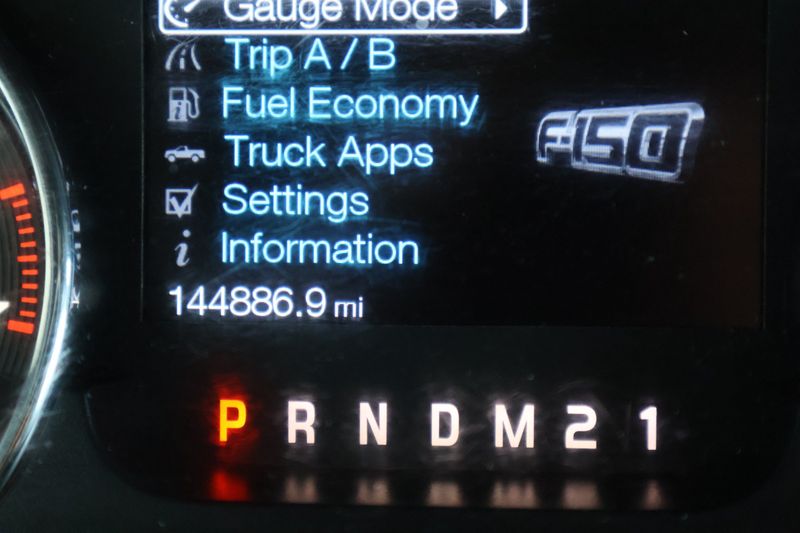 Gauge Mode
Trip A / B
Fuel Economy
F-150
Truck Apps
Settings
Information
144886.9 mi
P R N D M 2 1